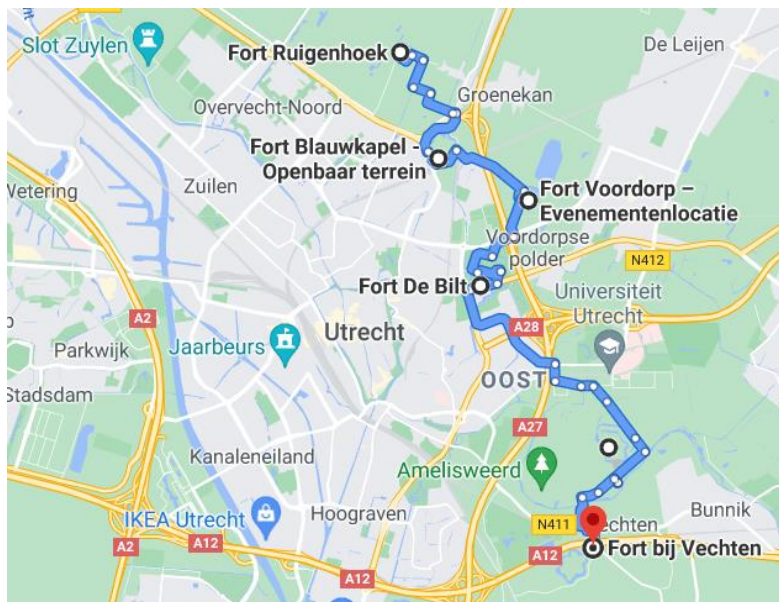 Slot Zuylen
Fort Ruigenhoek
De Leijen
Overvecht-Noord
Groenekan
Fort Blauwkapel -
Openbaar terrein
Zuilen
Wetering
Fort Voordorp –
Evenementenlocatie
Voordorpse
polder
N412
Fort De Bilt
A2
Universiteit
Utrecht
A28
Utrecht
Jaarbeurs
Parkwijk
OOST
Stadsdam
A27
Kanaleneiland
Amelisweerd
Bunnik
IKEA Utrecht
Hoograven
N411
echten
A2
A12
A12
Fort bij Vechten
A12